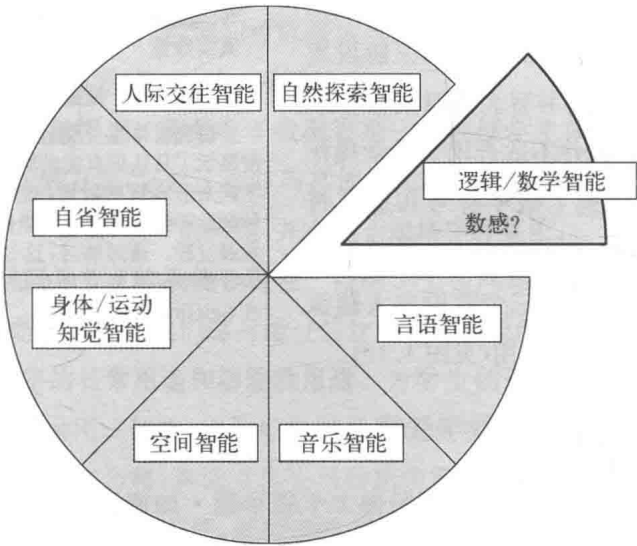 人际交往智能
自然探索智能
逻辑/数学智能
数感?
自省智能
身体/运动
知觉智能
言语智能
空间智能
音乐智能